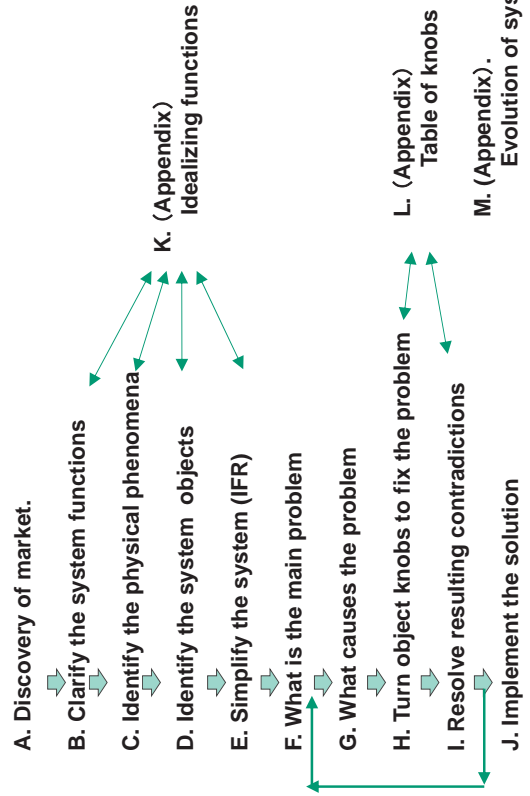 A. Discovery of market.
B. Clarify the system functions
C. Identify the physical phenomena
D. Identify the system objects
E. Simplify the system (IFR)
F. What is the main problem
G. What causes the problem
H. Turn object knobs to fix the problem
I. Resolve resulting contradictions
J. Implement the solution
K.（Appendix）
Idealizing functions
L.（Appendix）
Table of knobs
M. (Appendix).
Evolution of sys